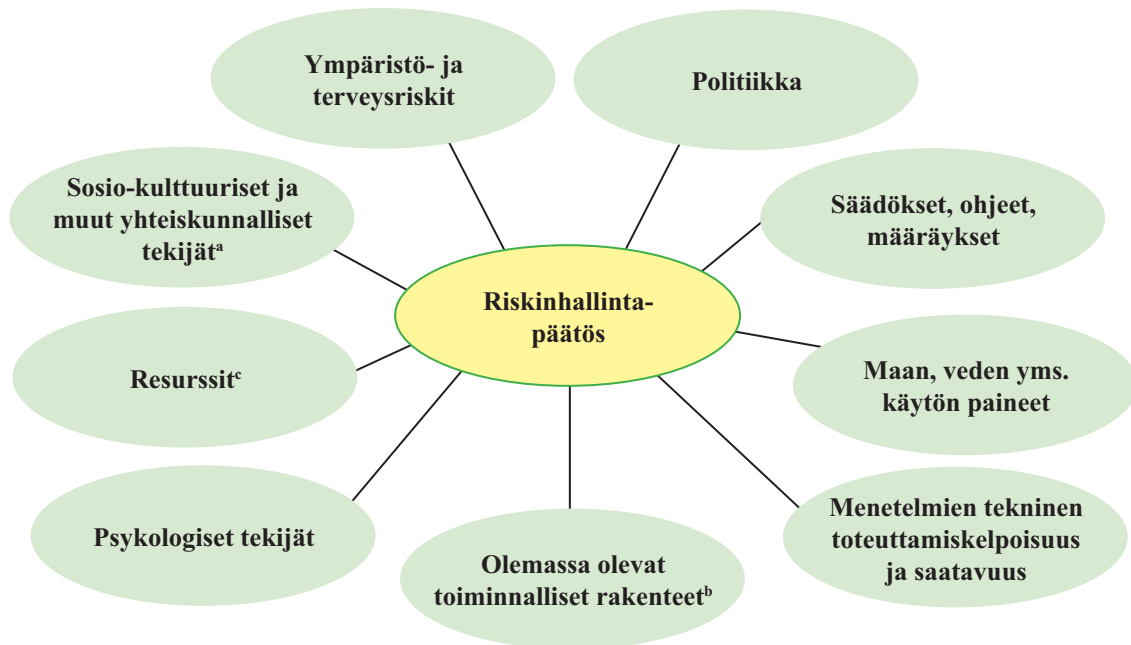 Ympäristö- ja
terveysriskit
Politiikka
Sosio-kulttuuriset ja
muut yhteiskunnalliset
tekijätᵃ
Säädökset, ohjeet,
määräykset
Riskinhallinta-
päätös
Resurssitᶜ
Maan, veden yms.
käytön paineet
Psykologiset tekijät
Olemassa olevat
toiminnalliset rakenteetᵇ
Menetelmien tekninen
toteuttamiskelpoisuus
ja saatavuus